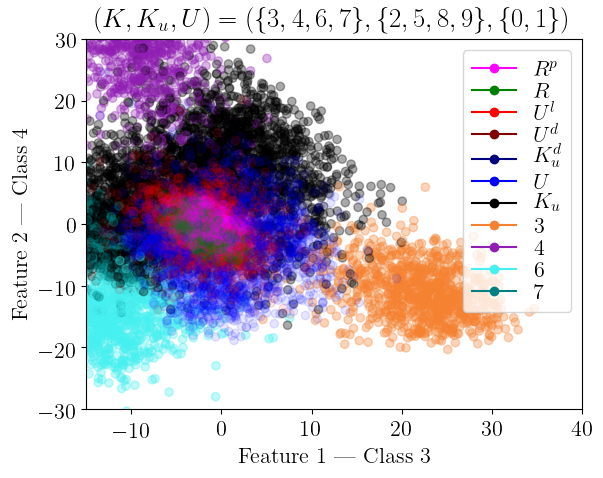 (K, K_u, U) = ({3, 4, 6, 7}, {2, 5, 8, 9}, {0, 1})
30
20
10
0
−10
−20
−30
Feature 2 — Class 4
R^p
R
U^l
U^d
K_u^d
U
K_u
3
4
6
7
−10
0
10
20
30
40
Feature 1 — Class 3